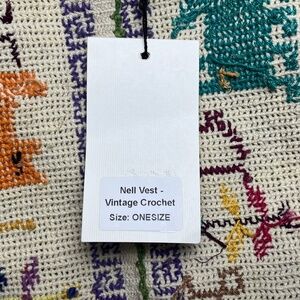 Nell Vest -
Vintage Crochet
Size: ONESIZE